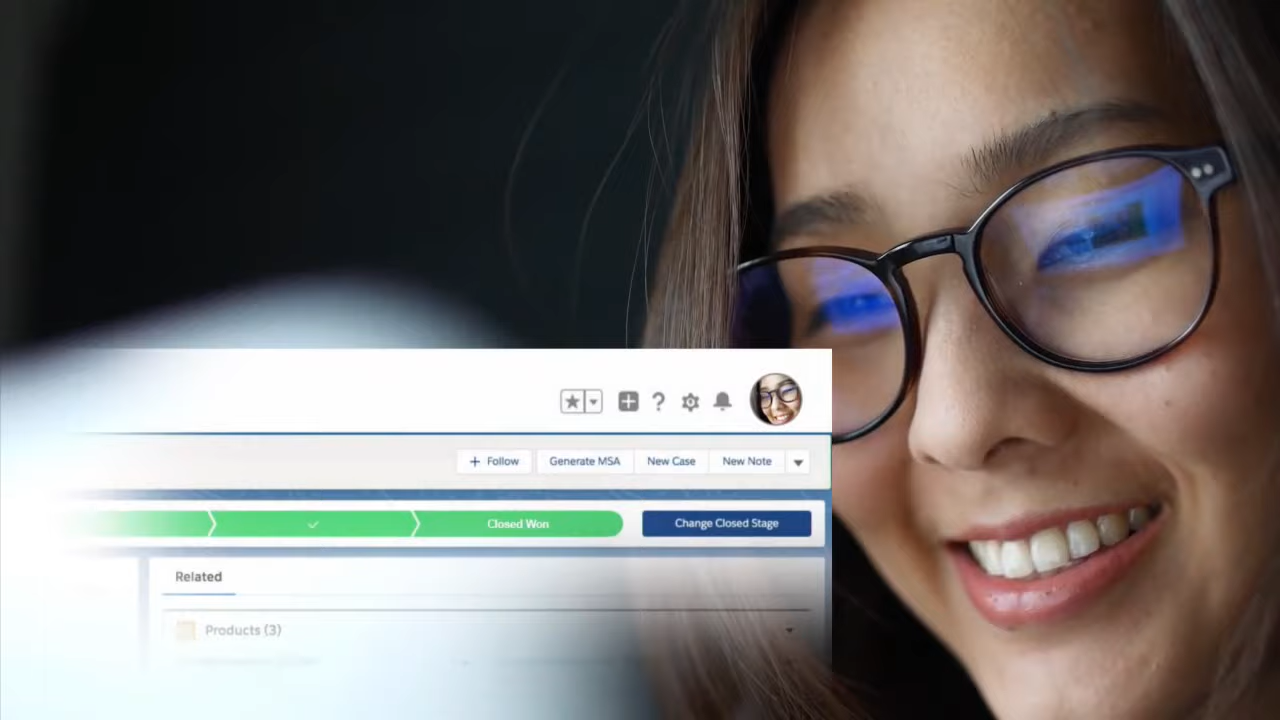 + Follow Generate MSA New Case New Note
Closed Won Change Closed Stage
Related
Products (3)